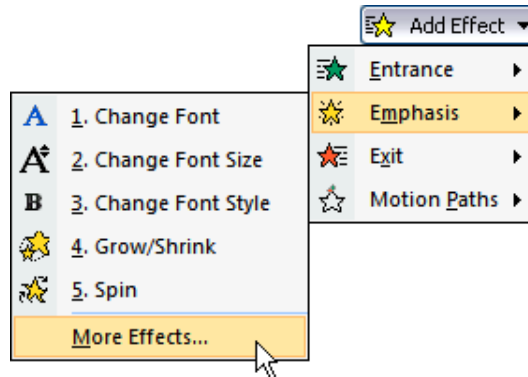 Add Effect
Entrance
Emphasis
Exit
Motion Paths
1. Change Font
2. Change Font Size
3. Change Font Style
4. Grow/Shrink
5. Spin
More Effects...